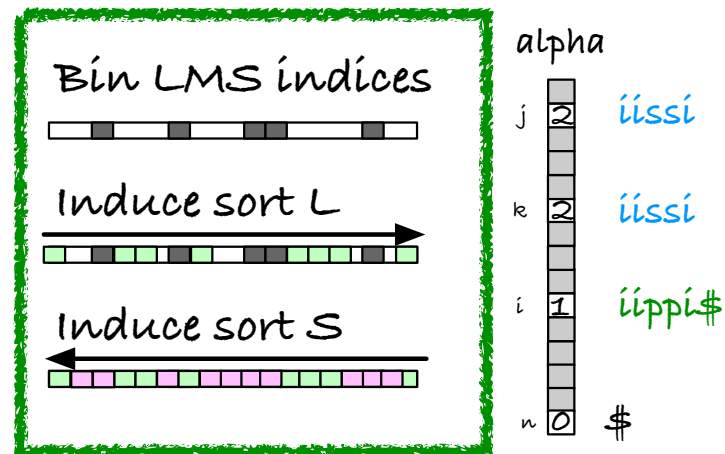 Bin LMS indices
Induce sort L
Induce sort S
alpha
j 2 iissi
k 2 iissi
i 1 iippi$
n 0 $